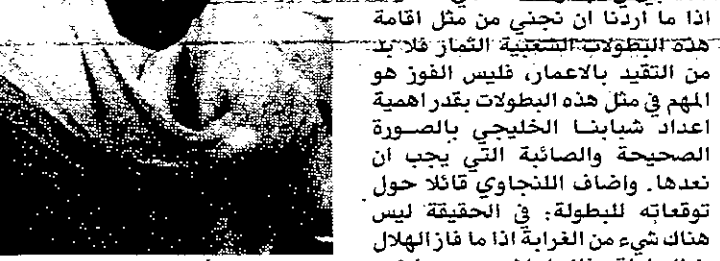 اذا ما اردنا ان نجني من مثل اقامة
هذه البطولات الشعبية الثمار فلا بد
من التقيد بالاعمار، فليس الفوز هو
المهم في مثل هذه البطولات بقدر اهمية
اعداد شبابنا الخليجي بالصورة
الصحيحة والصائبة التي يجب ان
نعدها. واضاف اللنجاوي قائلا حول
توقعاته للبطولة: في الحقيقة ليس
هناك شيء من الغرابة اذا ما فاز الهلال